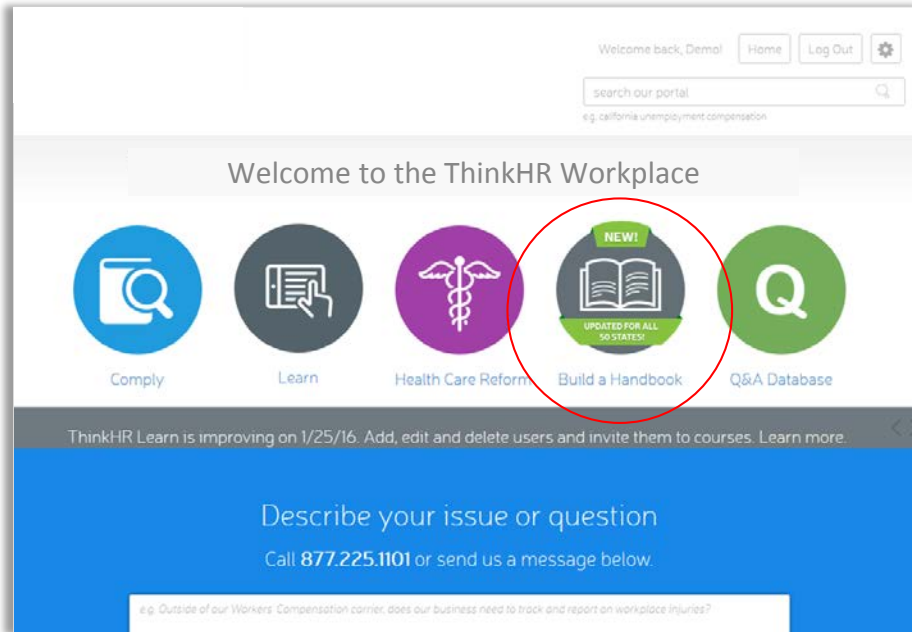 Welcome back, Demo!
Home
Log Out
search our portal
e.g. california unemployment compensation
Welcome to the ThinkHR Workplace
NEW!
UPDATED FOR ALL
50 STATES!
Q
Comply
Learn
Health Care Reform
Build a Handbook
Q&A Database
ThinkHR Learn is improving on 1/25/16. Add, edit and delete users and invite them to courses. Learn more.
Describe your issue or question
Call 877.225.1101 or send us a message below.
e.g. Outside of our Workers Compensation carrier, does our business need to track and report on workplace injuries?